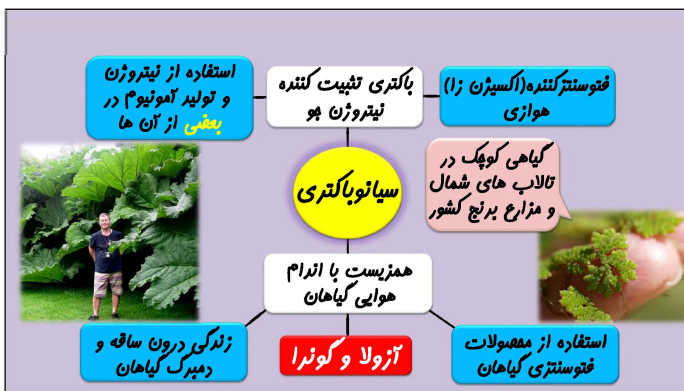 فتوسنتزکننده(اکسیژن زا)
هوازی
باکتری تثبیت کننده
نیتروژن جو
استفاده از نیتروژن
و تولید آمونیوم در
بعضی از آن ها
سیانوباکتری
گیاهی کوچک در
تالاب های شمال
و مزارع برنج کشور
همزیست با اندام
هوایی گیاهان
استفاده از محصولات
فتوسنتزی گیاهان
آزولا و گونرا
زندگی درون ساقه و
دمبرگ گیاهان